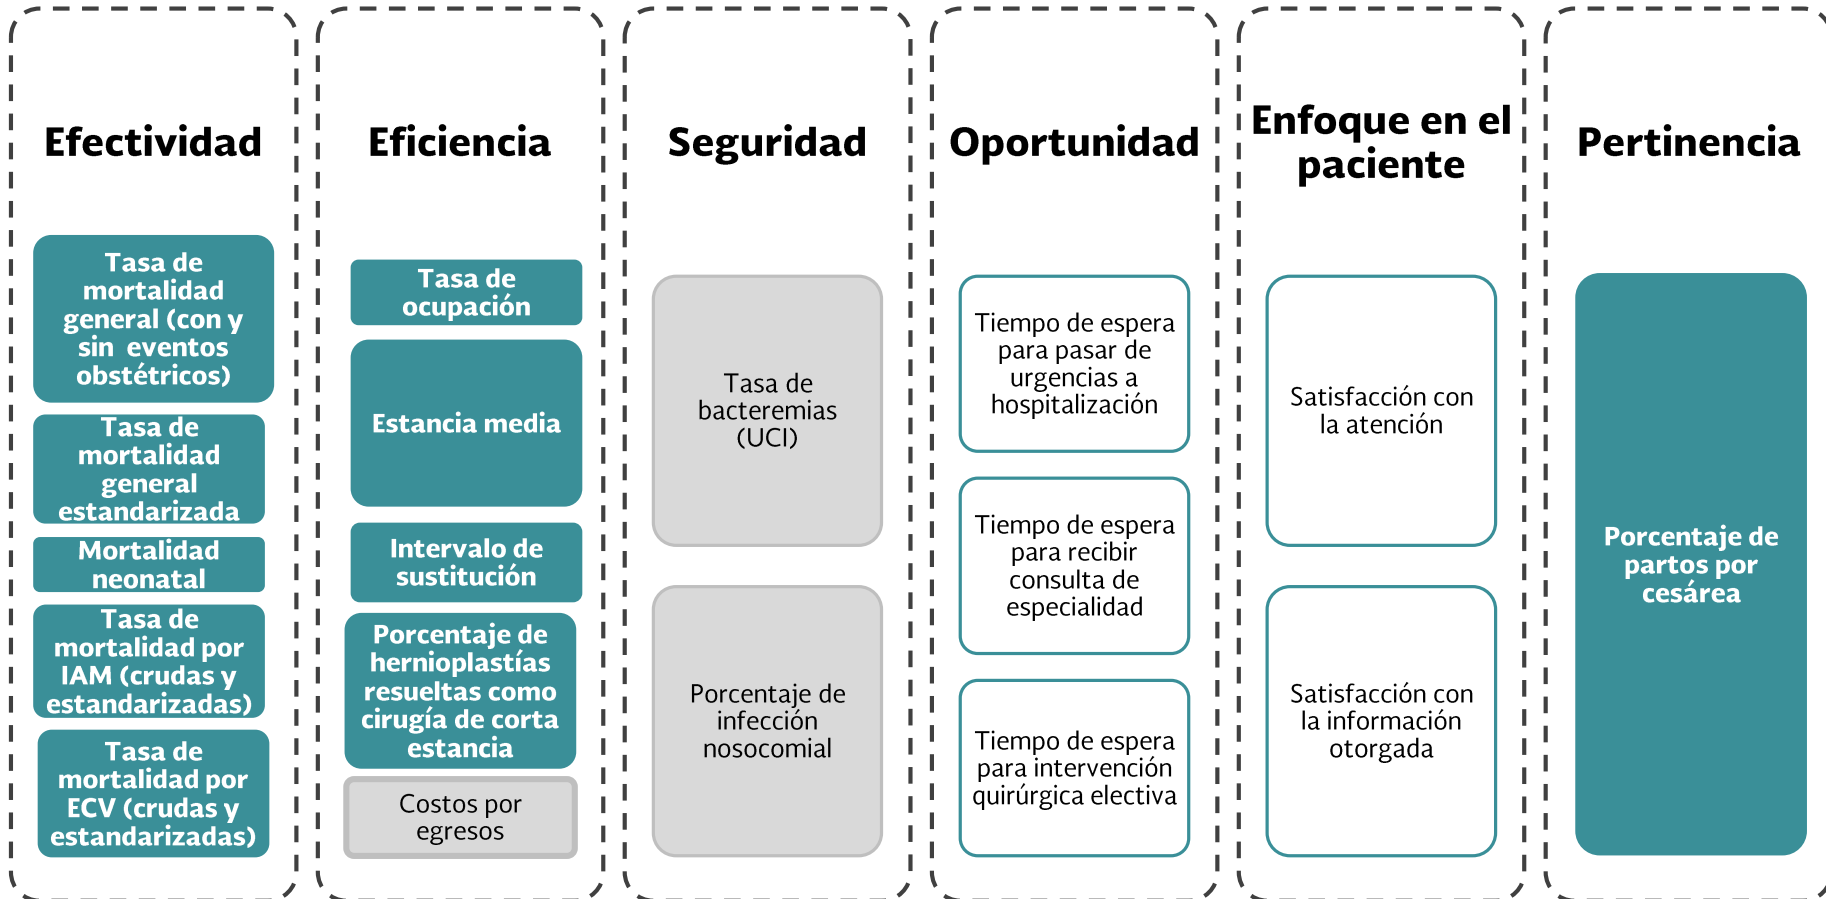 Efectividad
Tasa de
mortalidad
general (con y
sin eventos
obstétricos)
Tasa de
mortalidad
general
estandarizada
Mortalidad
neonatal
Tasa de
mortalidad por
IAM (crudas y
estandarizadas)
Tasa de
mortalidad por
ECV (crudas y
estandarizadas)
Eficiencia
Tasa de
ocupación
Estancia media
Intervalo de
sustitución
Porcentaje de
hernioplastías
resueltas como
cirugía de corta
estancia
Costos por
egresos
Seguridad
Tasa de
bacteremias
(UCI)
Porcentaje de
infección
nosocomial
Oportunidad
Tiempo de espera
para pasar de
urgencias a
hospitalización
Tiempo de espera
para recibir
consulta de
especialidad
Tiempo de espera
para intervención
quirúrgica electiva
Enfoque en el
paciente
Satisfacción con
la atención
Satisfacción con
la información
otorgada
Pertinencia
Porcentaje de
partos por
cesárea